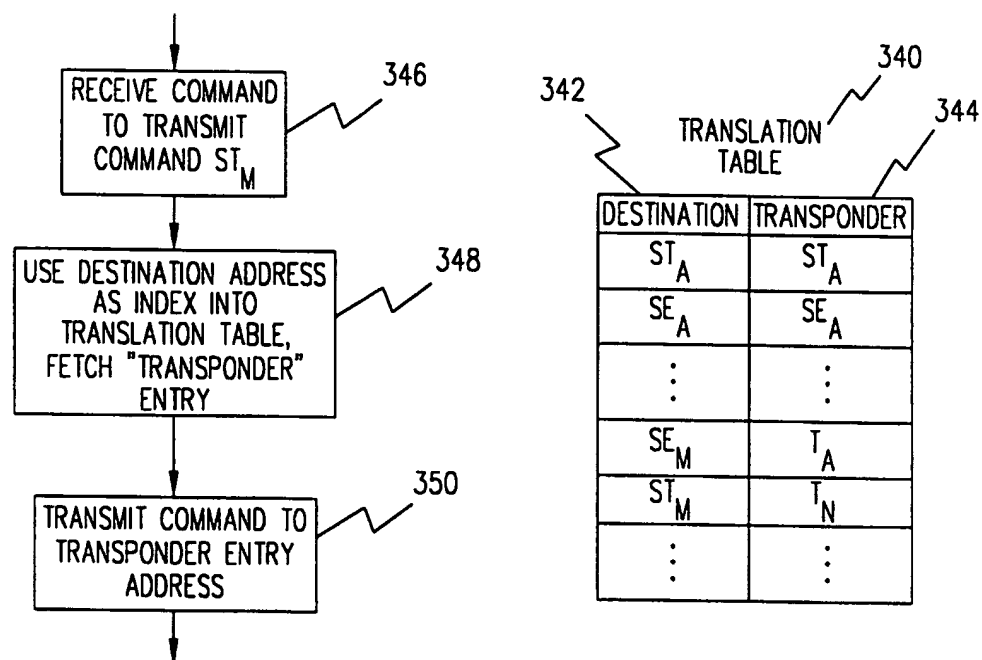 RECEIVE COMMAND
TO TRANSMIT
COMMAND ST_M
346
USE DESTINATION ADDRESS
AS INDEX INTO
TRANSLATION TABLE,
FETCH "TRANSPONDER"
ENTRY
348
TRANSMIT COMMAND TO
TRANSPONDER ENTRY
ADDRESS
350
340
342
344
TRANSLATION
TABLE
DESTINATION TRANSPONDER
ST_A ST_A
SE_A SE_A
⋮ ⋮
SE_M T_A
ST_M T_N
⋮ ⋮